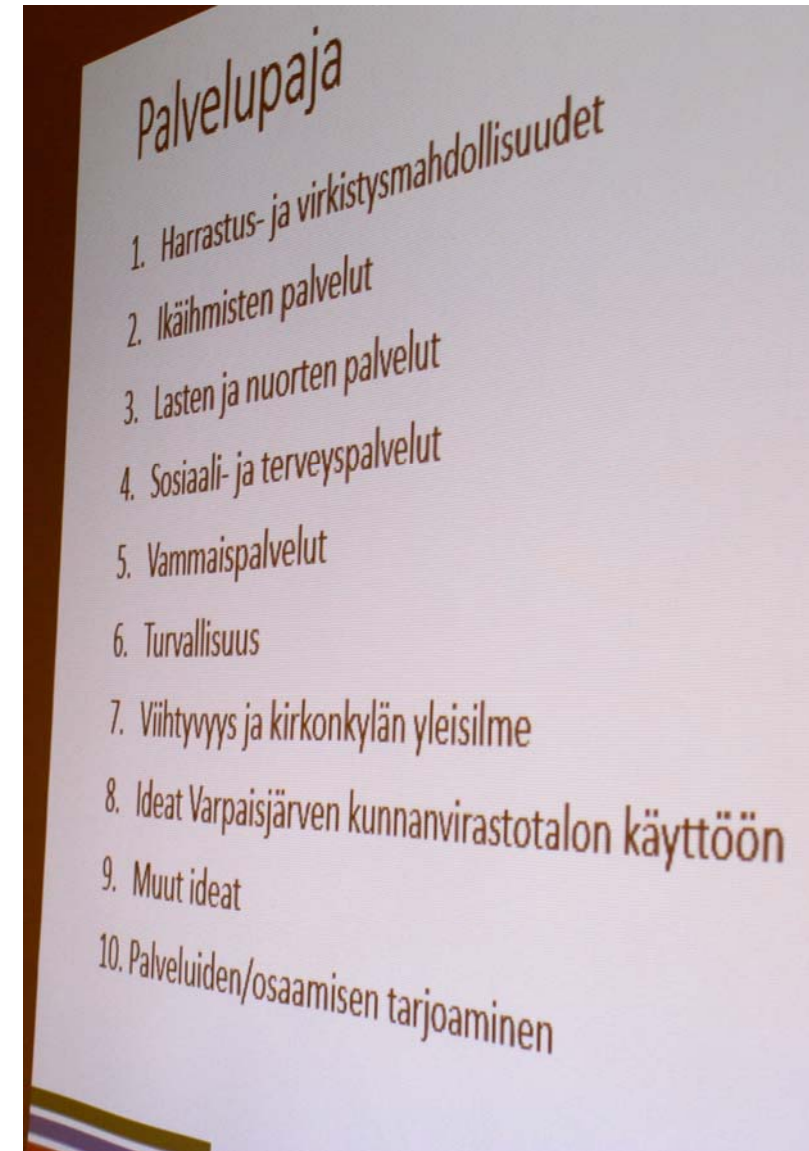 Palvelupaja
1. Harrastus- ja virkistysmahdollisuudet
2. Ikäihmisten palvelut
3. Lasten ja nuorten palvelut
4. Sosiaali- ja terveyspalvelut
5. Vammaispalvelut
6. Turvallisuus
7. Viihtyvyys ja kirkonkylän yleisilme
8. Ideat Varpaisjärven kunnanvirastotalon käyttöön
9. Muut ideat
10. Palveluiden/osaamisen tarjoaminen